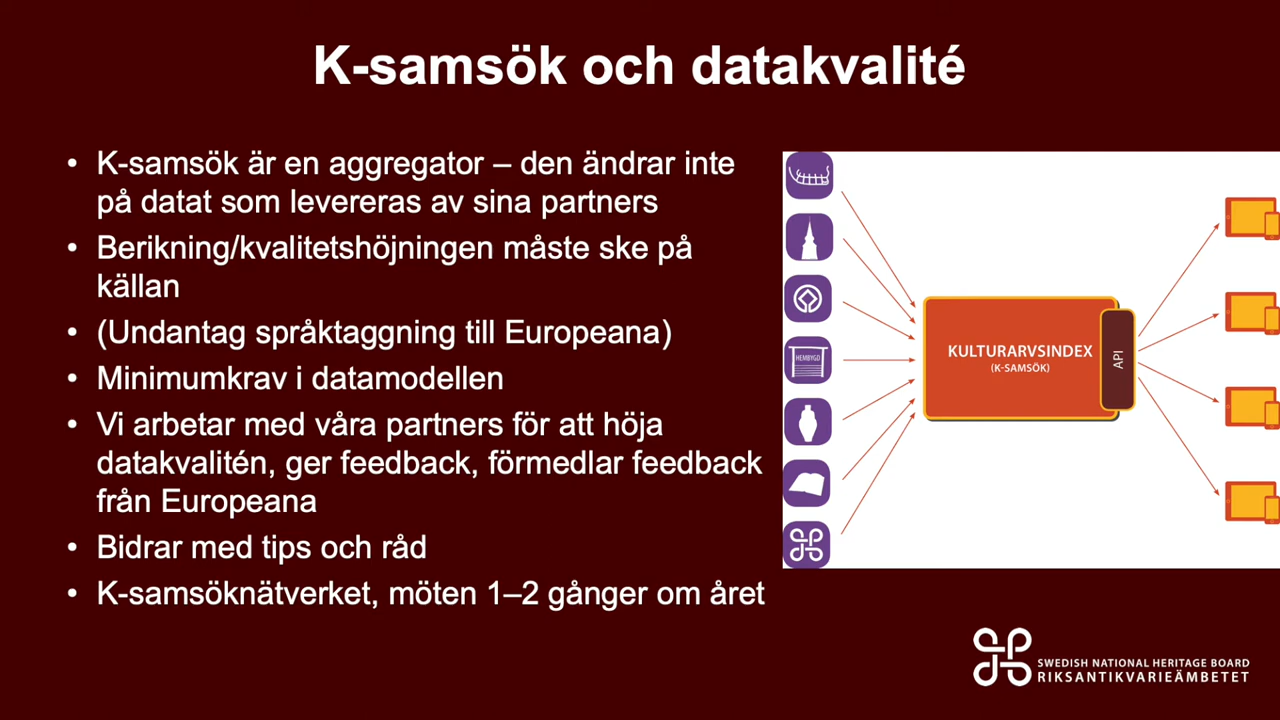 K-samsök och datakvalité
• K-samsök är en aggregator – den ändrar inte
på datat som levereras av sina partners
• Berikning/kvalitetshöjningen måste ske på
källan
• (Undantag språktaggning till Europeana)
• Minimumkrav i datamodellen
• Vi arbetar med våra partners för att höja
datakvalitén, ger feedback, förmedlar feedback
från Europeana
• Bidrar med tips och råd
• K-samsöknätverket, möten 1–2 gånger om året
HEMBYGD
KULTURARVSINDEX
(K-SAMSÖK)
API
SWEDISH NATIONAL HERITAGE BOARD
RIKSANTIKVARIEÄMBETET